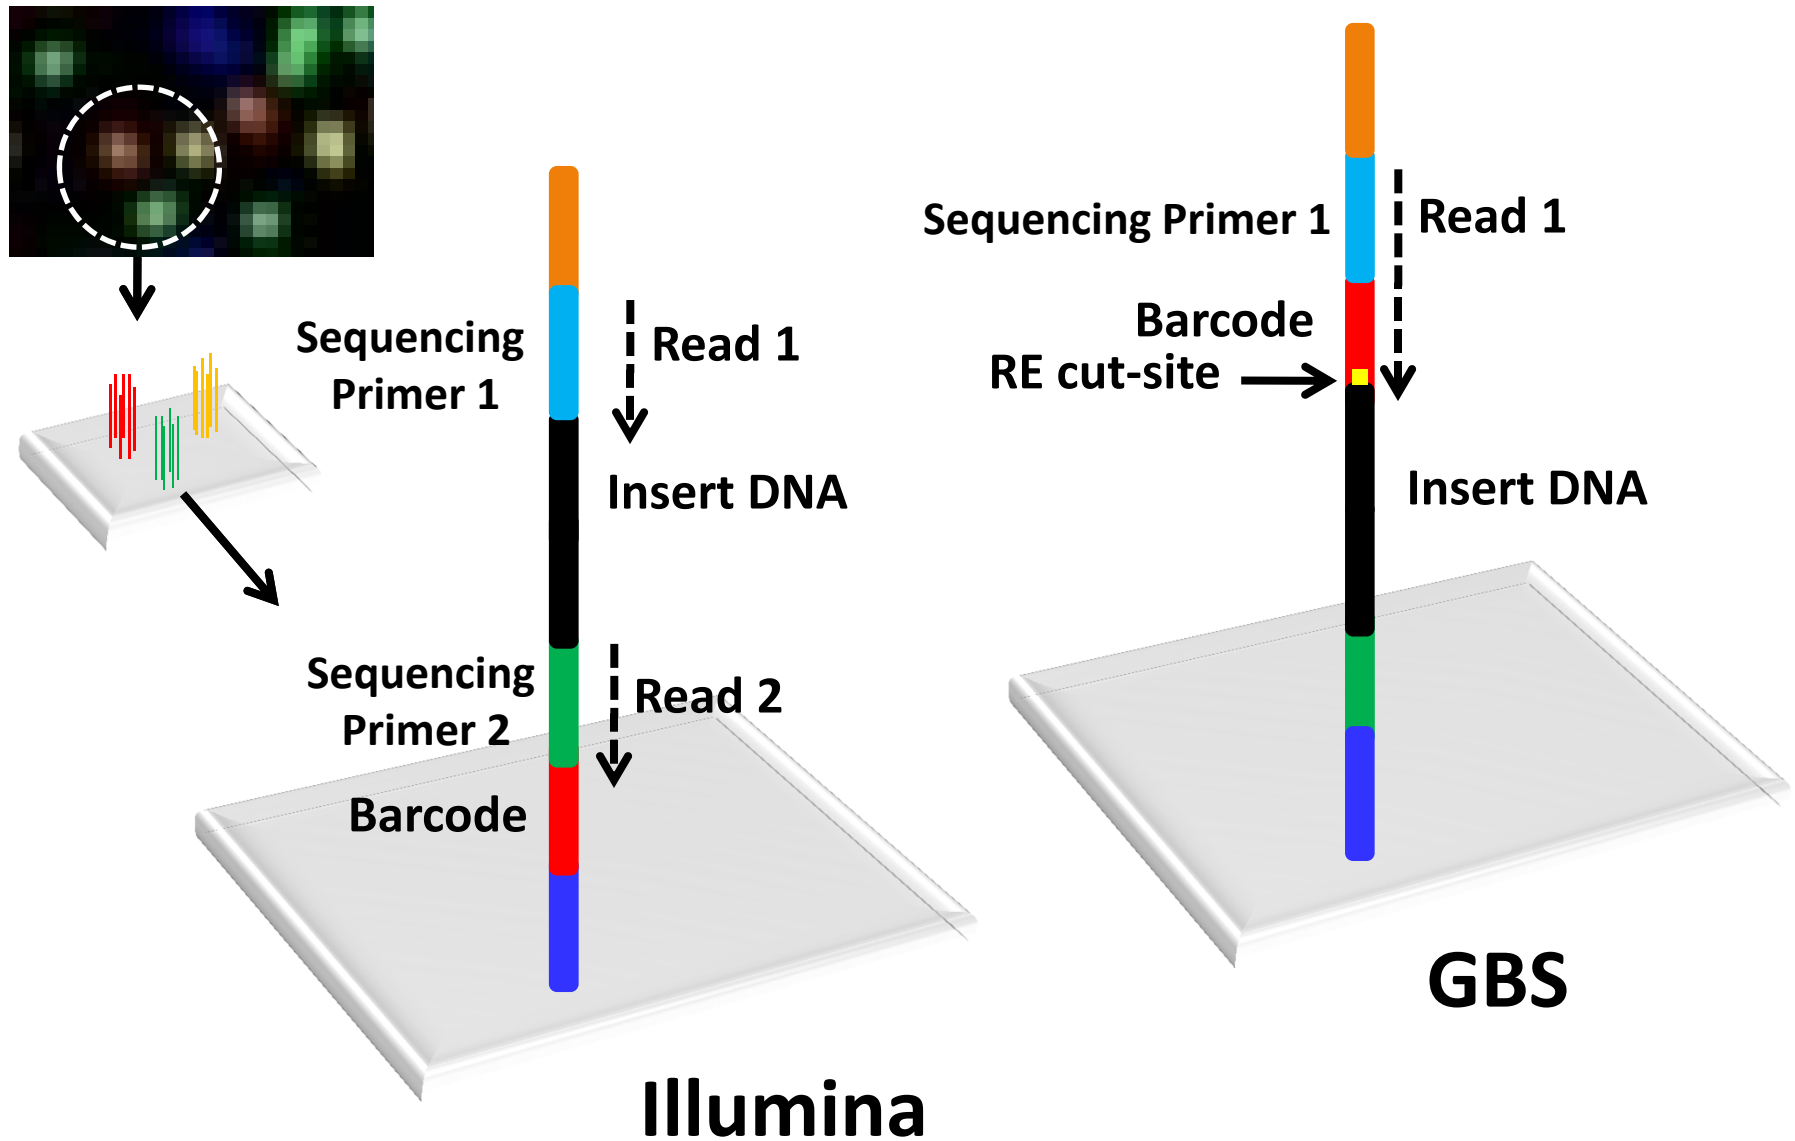 Sequencing
Primer 1
Read 1
Insert DNA
Sequencing
Primer 2
Read 2
Barcode
Illumina
Sequencing Primer 1
Read 1
Barcode
RE cut-site
Insert DNA
GBS